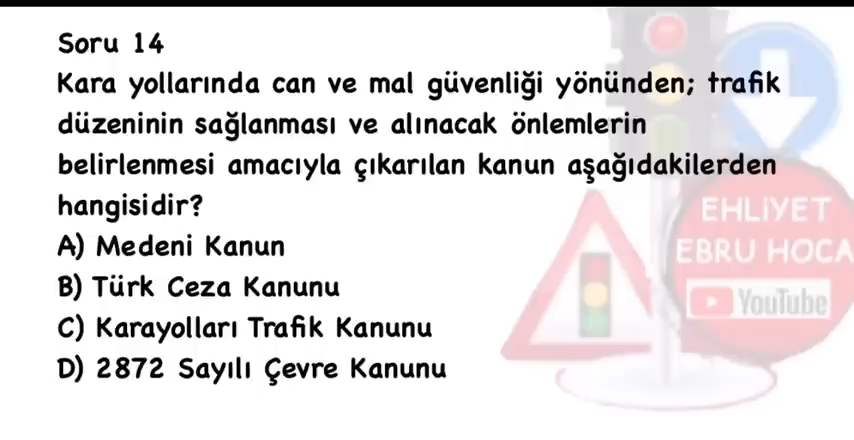 Soru 14
Kara yollarında can ve mal güvenliği yönünden; trafik
düzeninin sağlanması ve alınacak önlemlerin
belirlenmesi amacıyla çıkarılan kanun aşağıdakilerden
hangisidir?
A) Medeni Kanun
B) Türk Ceza Kanunu
C) Karayolları Trafik Kanunu
D) 2872 Sayılı Çevre Kanunu
EHLİYET
EBRU HOCA
YouTube